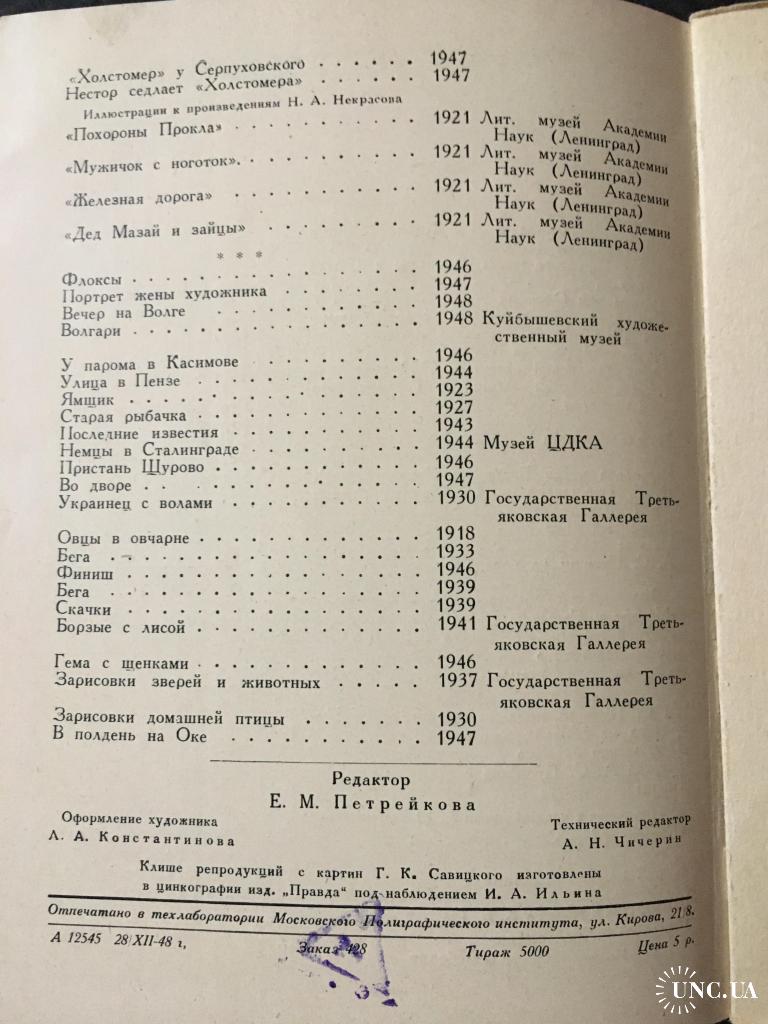 «Холстомер» у Серпуховского . . . . . . 1947
Нестор седлает «Холстомера» . . . . . . 1947
Иллюстрации к произведениям Н. А. Некрасова
«Похороны Прокла» . . . . . . . . . . 1921 Лит. музей Академии
Наук (Ленинград)
«Мужичок с ноготок». . . . . . . . . . 1921 Лит. музей Академии
Наук (Ленинград)
«Железная дорога» . . . . . . . . . . 1921 Лит. музей Академии
Наук (Ленинград)
«Дед Мазай и зайцы» . . . . . . . . . 1921 Лит. музей Академии
Наук (Ленинград)
* * *
Флоксы . . . . . . . . . . . . . . . 1946
Портрет жены художника . . . . . . . 1947
Вечер на Волге . . . . . . . . . . . 1948
Волгари . . . . . . . . . . . . . . . 1948 Куйбышевский художе-
ственный музей
У парома в Касимове . . . . . . . . . 1946
Улица в Пензе . . . . . . . . . . . . 1944
Ямщик . . . . . . . . . . . . . . . . 1923
Старая рыбачка . . . . . . . . . . . 1927
Последние известия . . . . . . . . . 1943
Немцы в Сталинграде . . . . . . . . . 1944 Музей ЦДКА
Пристань Щурово . . . . . . . . . . . 1946
Во дворе . . . . . . . . . . . . . . 1947
Украинец с волами . . . . . . . . . . 1930 Государственная Треть-
яковская Галлерея
Овцы в овчарне . . . . . . . . . . . 1918
Бега . . . . . . . . . . . . . . . . 1933
Финиш . . . . . . . . . . . . . . . . 1946
Бега . . . . . . . . . . . . . . . . 1939
Скачки . . . . . . . . . . . . . . . 1939
Борзые с лисой . . . . . . . . . . . 1941 Государственная Треть-
яковская Галлерея
Гема с щенками . . . . . . . . . . . 1946
Зарисовки зверей и животных . . . . . 1937 Государственная Треть-
яковская Галлерея
Зарисовки домашней птицы . . . . . . . 1930
В полдень на Оке . . . . . . . . . . 1947
Редактор
Е. М. Петрейкова
Оформление художника
Л. А. Константинова
Технический редактор
А. Н. Чичерин
Клише репродукций с картин Г. К. Савицкого изготовлены
в цинкографии изд. „Правда“ под наблюдением И. А. Ильина
Отпечатано в техлаборатории Московского Полиграфического института, ул. Кирова, 21/8.
А 12545 28/XII-48 г, Заказ 428 Тираж 5000 Цена 5 р.
UNC.UA